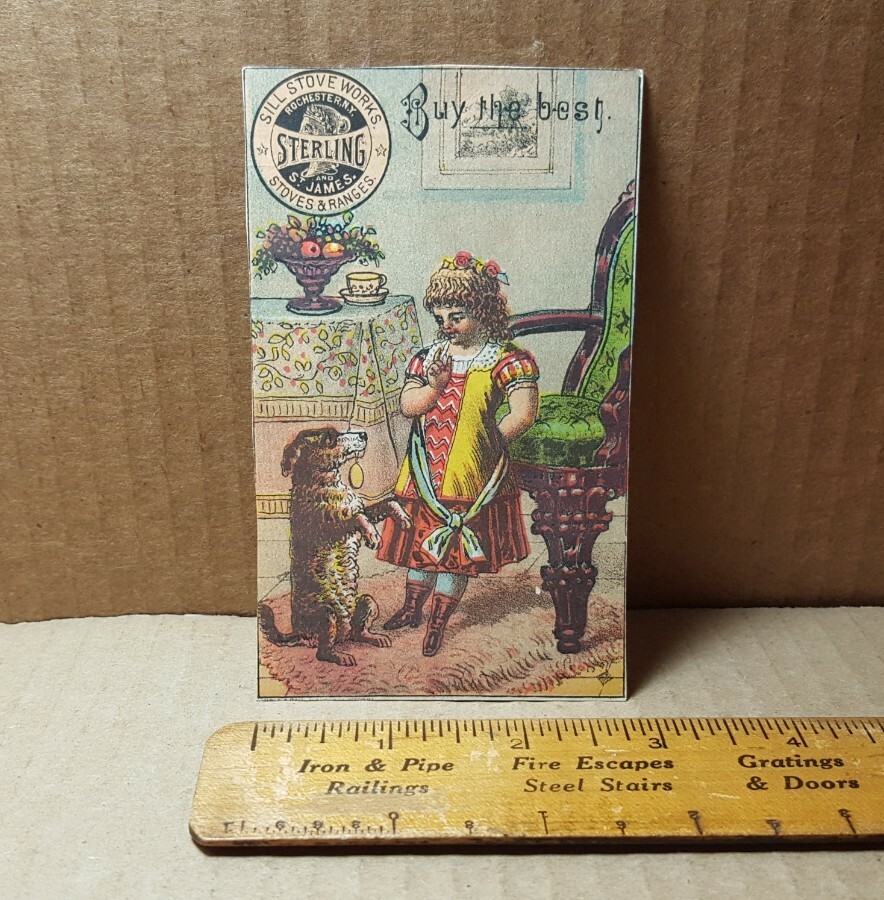 SILL STOVE WORKS.
ROCHESTER.N.Y.
STERLING
AND
ST. JAMES.
STOVES & RANGES.
Buy the best.
1 2 3 4
Iron & Pipe Fire Escapes Gratings
Railings Steel Stairs & Doors